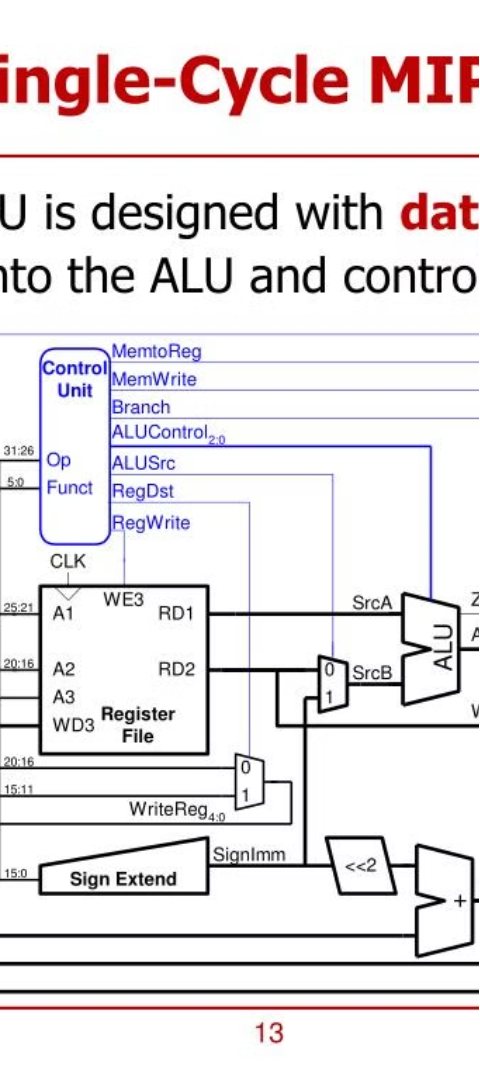 ingle-Cycle MIP
U is designed with dat
nto the ALU and contro
MemtoReg
Control
Unit
MemWrite
Branch
ALUControl2:0
31:26
Op
ALUSrc
5:0
Funct
RegDst
RegWrite
CLK
WE3
25:21
A1
RD1
SrcA
Z
A
ALU
20:16
A2
RD2
0
SrcB
1
A3
WD3
Register
File
W
20:16
0
15:11
1
WriteReg4:0
SignImm
15:0
Sign Extend
<<2
+
13